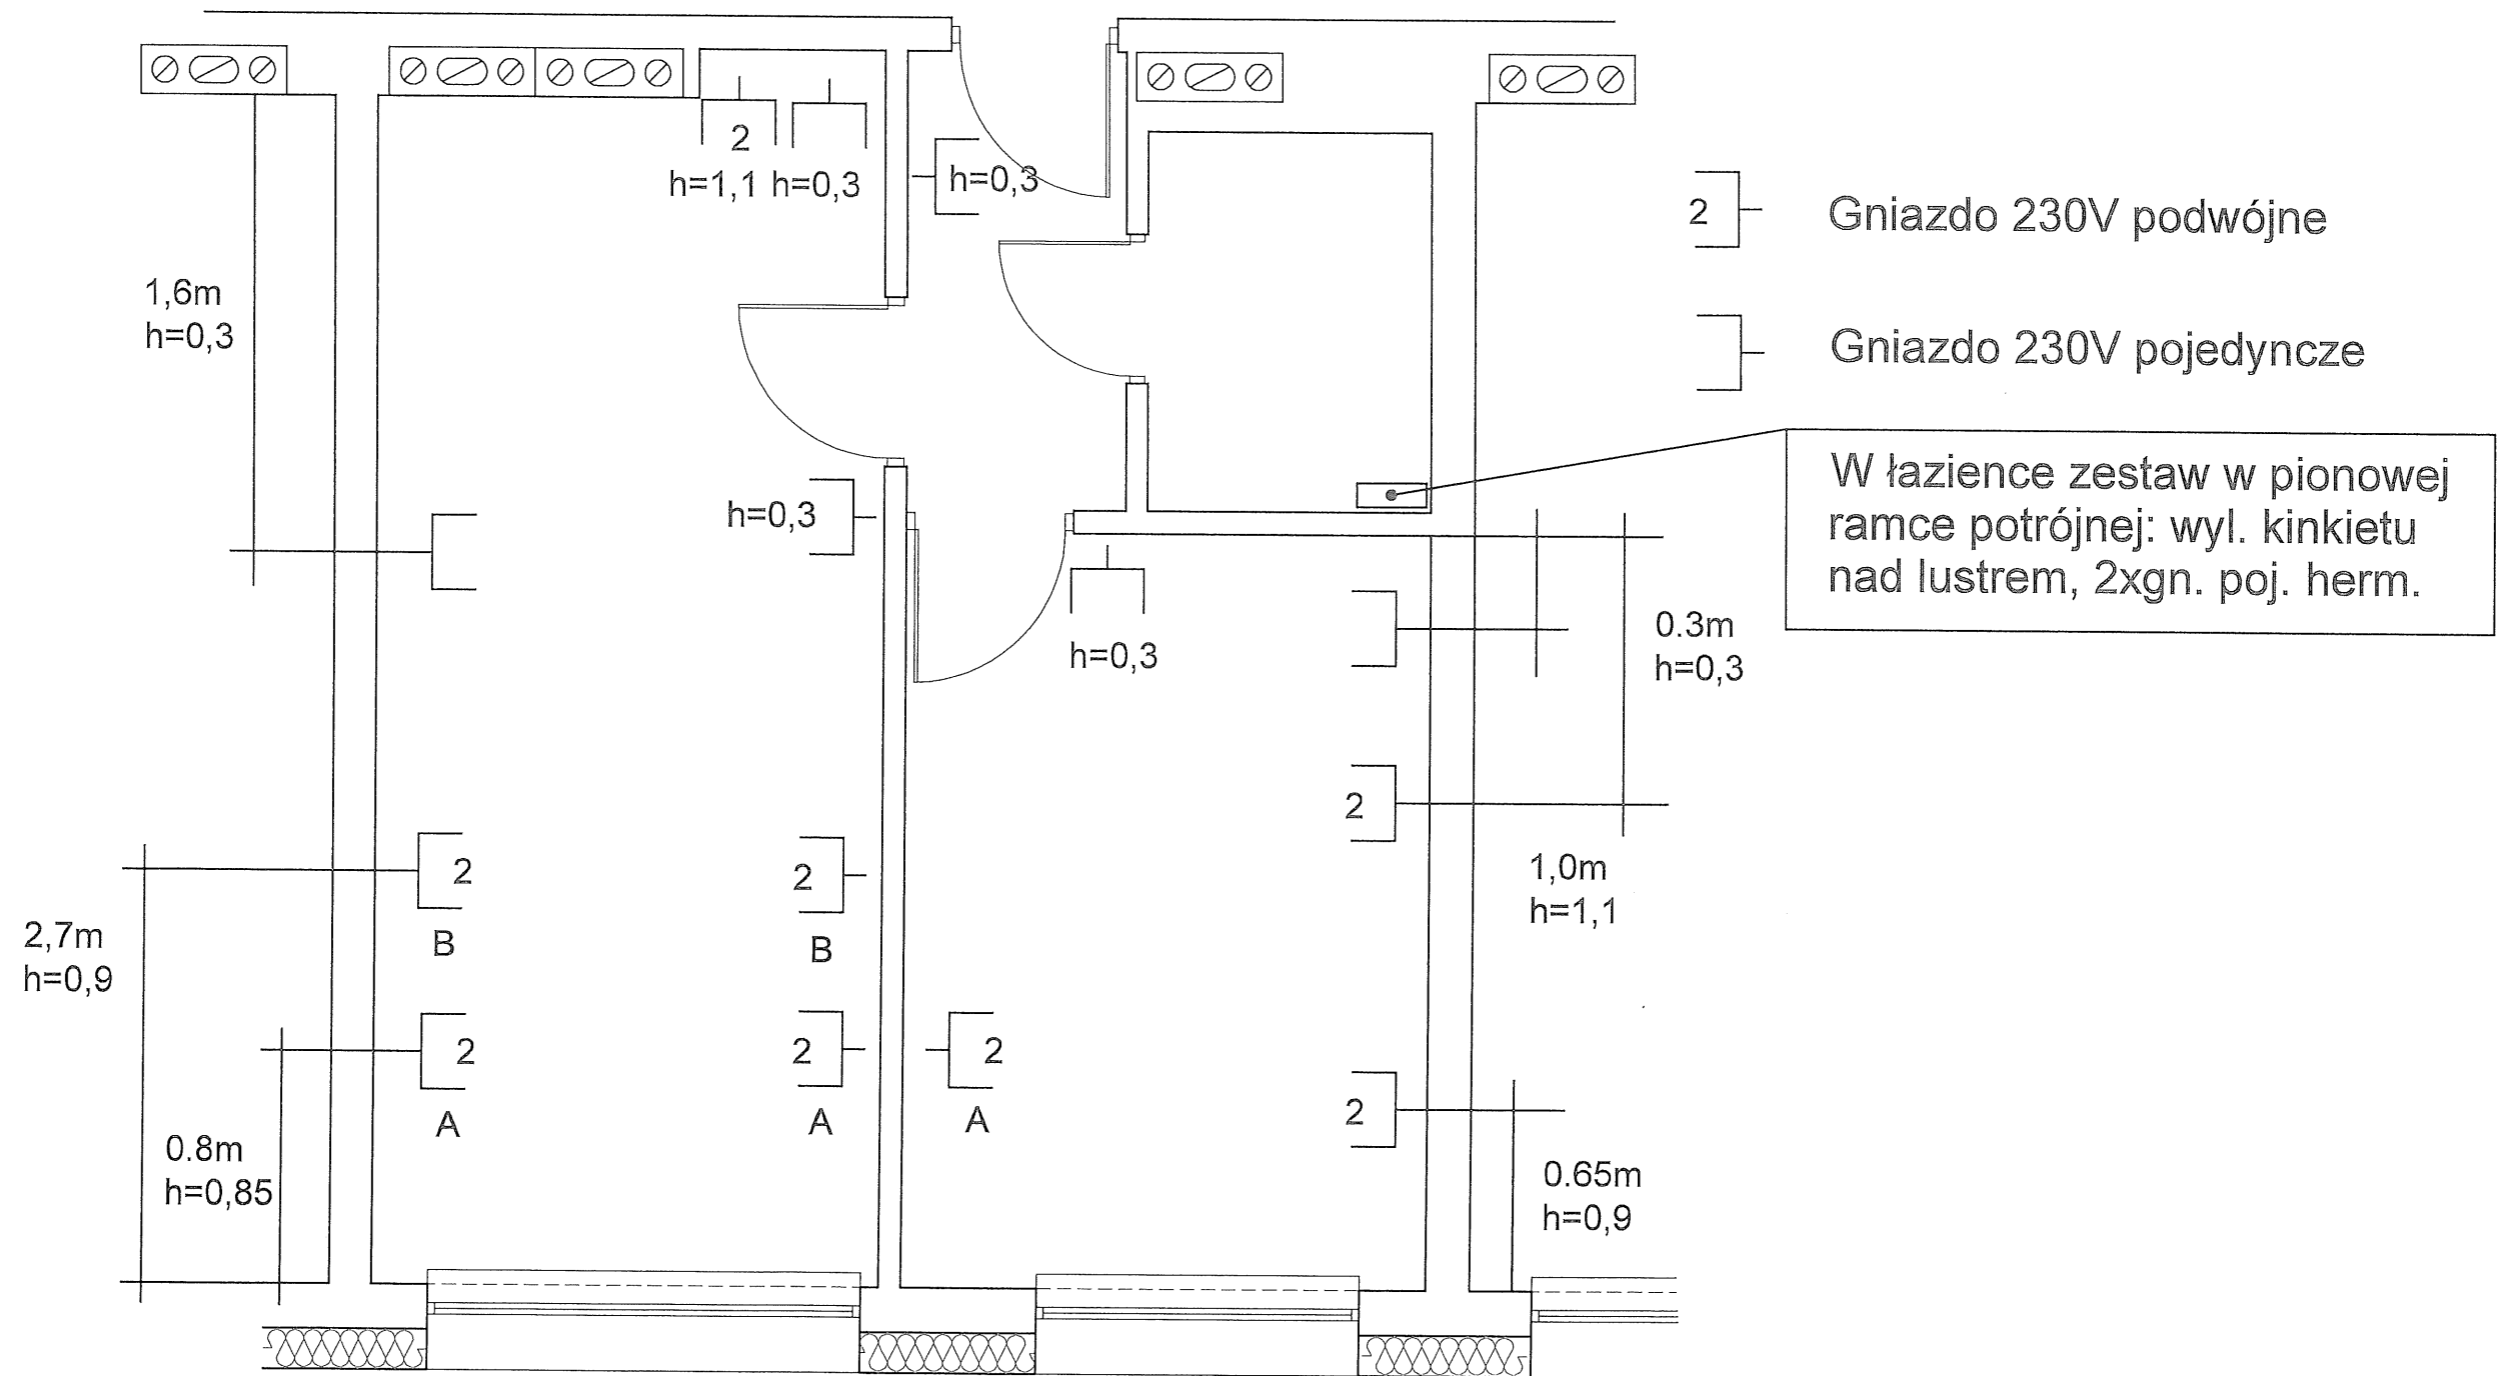 2
h=1,1 h=0,3
h=0,3
2
Gniazdo 230V podwójne
1,6m
h=0,3
Gniazdo 230V pojedyncze
W łazience zestaw w pionowej
ramce potrójnej: wyl. kinkietu
nad lustrem, 2xgn. poj. herm.
h=0,3
h=0,3
0.3m
h=0,3
2
1,0m
h=1,1
2
B
2
B
2,7m
h=0,9
2
A
2
A
2
A
2
0.8m
h=0,85
0.65m
h=0,9